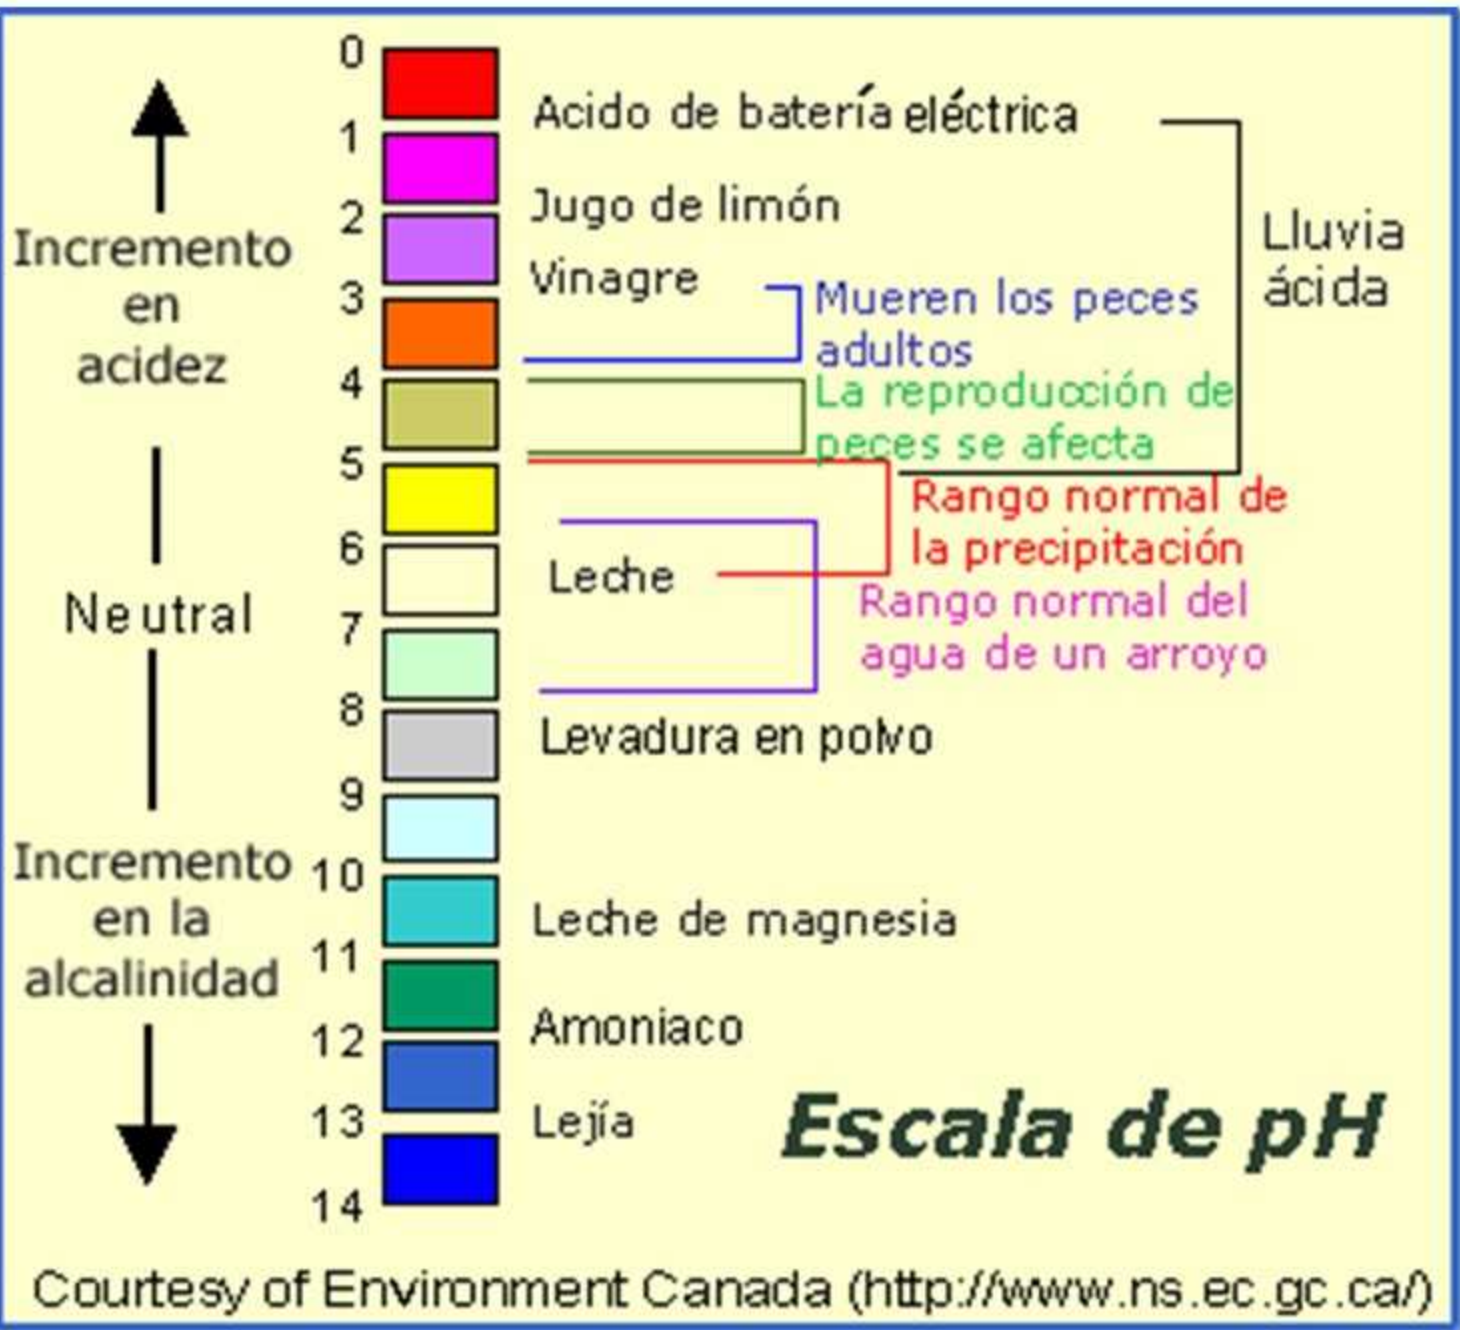 0
Acido de batería eléctrica
1
Jugo de limón
2
Lluvia
ácida
Incremento
en
acidez
Vinagre
3
Mueren los peces
adultos
4
La reproducción de
peces se afecta
5
Rango normal de
la precipitación
6
Leche
Neutral
Rango normal del
agua de un arroyo
7
8
Levadura en polvo
9
Incremento
en la
alcalinidad
10
Leche de magnesia
11
Amoniaco
12
Lejía
13
14
Escala de pH
Courtesy of Environment Canada (http://www.ns.ec.gc.ca/)